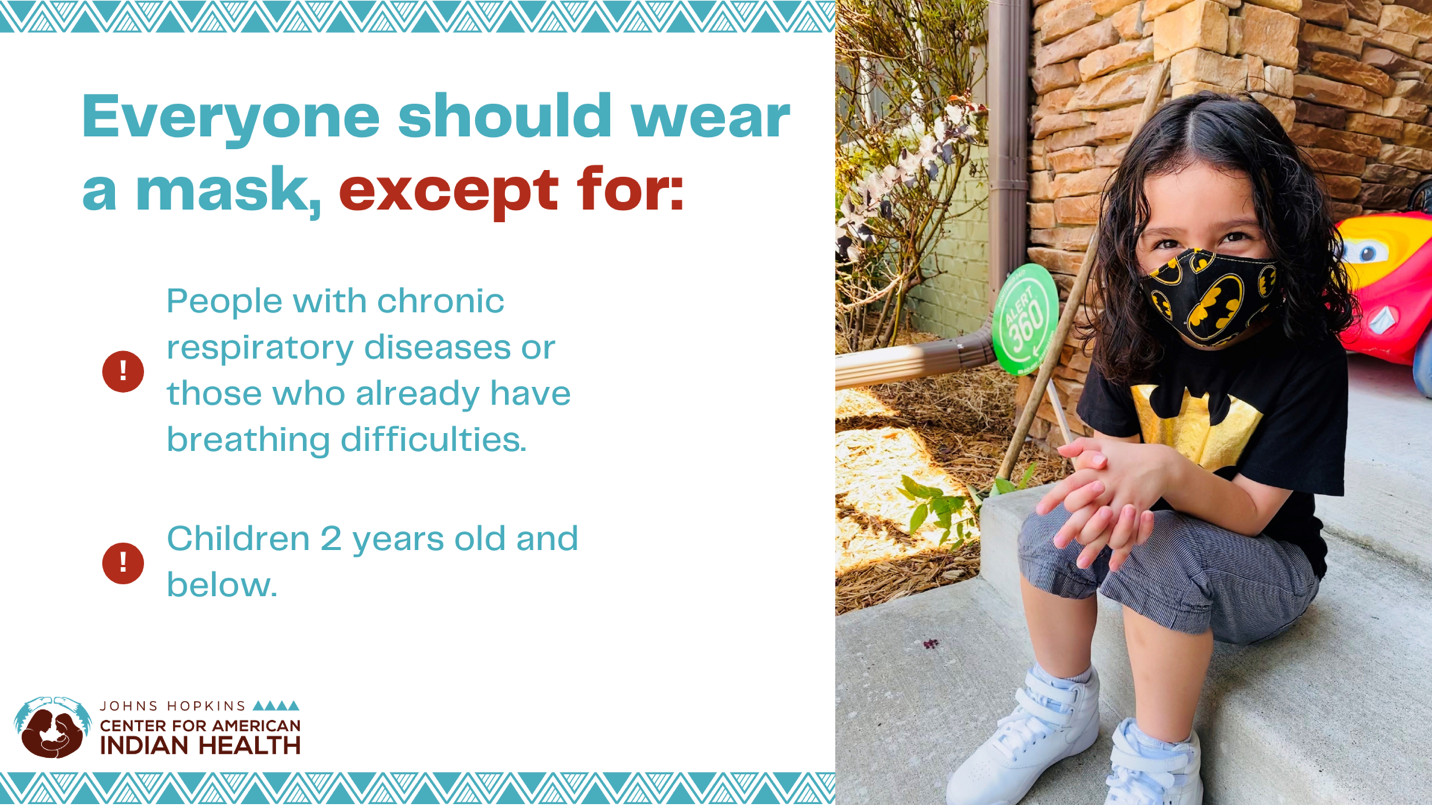 Everyone should wear
a mask, except for:
!
People with chronic
respiratory diseases or
those who already have
breathing difficulties.
!
Children 2 years old and
below.
JOHNS HOPKINS
CENTER FOR AMERICAN
INDIAN HEALTH
ALERT
360